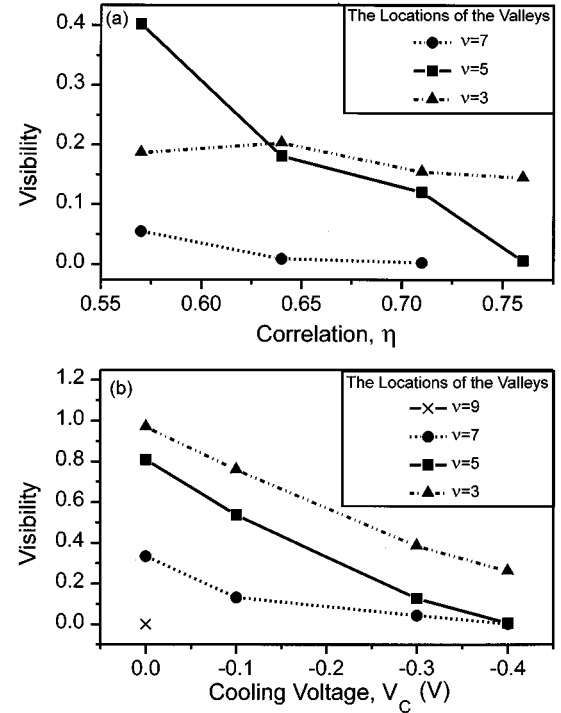 (a)
The Locations of the Valleys
ν=7
ν=5
ν=3
0.4
0.3
0.2
0.1
0.0
Visibility
0.55 0.60 0.65 0.70 0.75
Correlation, η
(b)
The Locations of the Valleys
ν=9
ν=7
ν=5
ν=3
1.2
1.0
0.8
0.6
0.4
0.2
0.0
Visibility
0.0 -0.1 -0.2 -0.3 -0.4
Cooling Voltage, V_C (V)